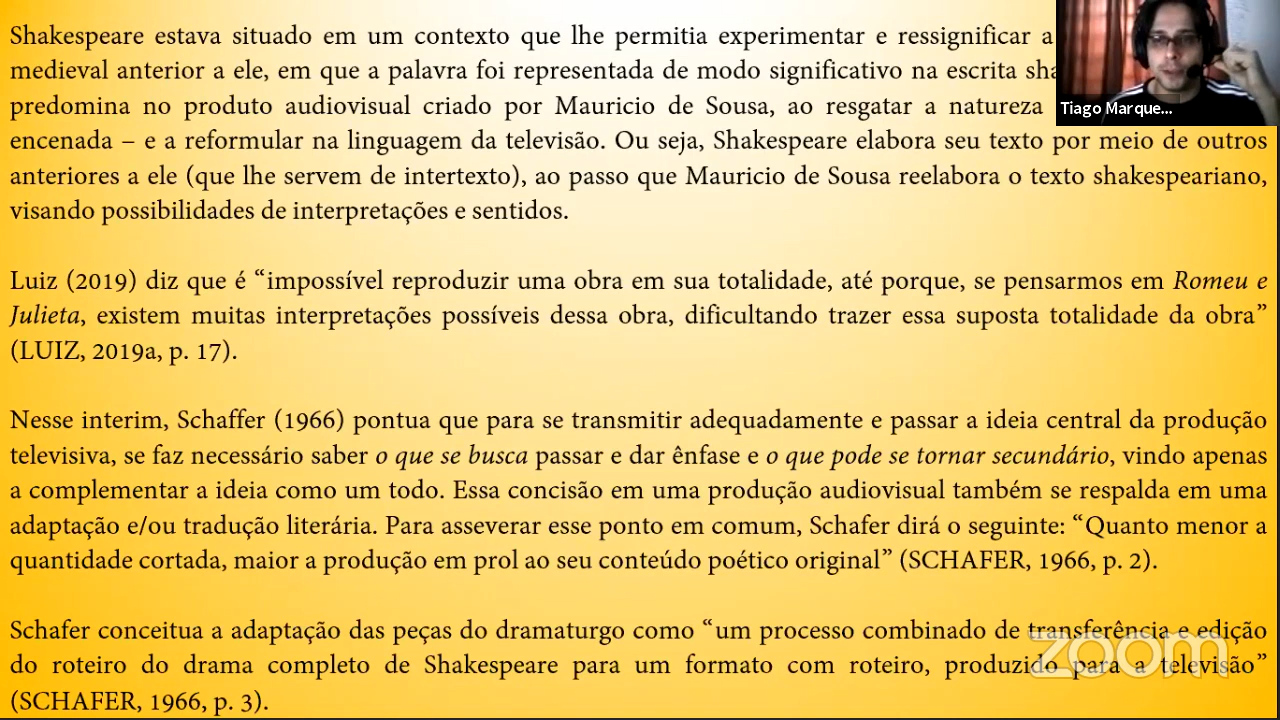 Shakespeare estava situado em um contexto que lhe permitia experimentar e ressignificar a
medieval anterior a ele, em que a palavra foi representada de modo significativo na escrita
predomina no produto audiovisual criado por Mauricio de Sousa, ao resgatar a natureza
encenada – e a reformular na linguagem da televisão. Ou seja, Shakespeare elabora seu texto por meio de outros
anteriores a ele (que lhe servem de intertexto), ao passo que Mauricio de Sousa reelabora o texto shakespeariano,
visando possibilidades de interpretações e sentidos.
Luiz (2019) diz que é “impossível reproduzir uma obra em sua totalidade, até porque, se pensarmos em Romeu e
Julieta, existem muitas interpretações possíveis dessa obra, dificultando trazer essa suposta totalidade da obra”
(LUIZ, 2019a, p. 17).
Nesse interim, Schaffer (1966) pontua que para se transmitir adequadamente e passar a ideia central da produção
televisiva, se faz necessário saber o que se busca passar e dar ênfase e o que pode se tornar secundário, vindo apenas
a complementar a ideia como um todo. Essa concisão em uma produção audiovisual também se respalda em uma
adaptação e/ou tradução literária. Para asseverar esse ponto em comum, Schafer dirá o seguinte: “Quanto menor a
quantidade cortada, maior a produção em prol ao seu conteúdo poético original” (SCHAFER, 1966, p. 2).
Schafer conceitua a adaptação das peças do dramaturgo como “um processo combinado de transferência e edição
do roteiro do drama completo de Shakespeare para um formato com roteiro, produzido para a televisão”
(SCHAFER, 1966, p. 3).
Tiago Marque...
zoom